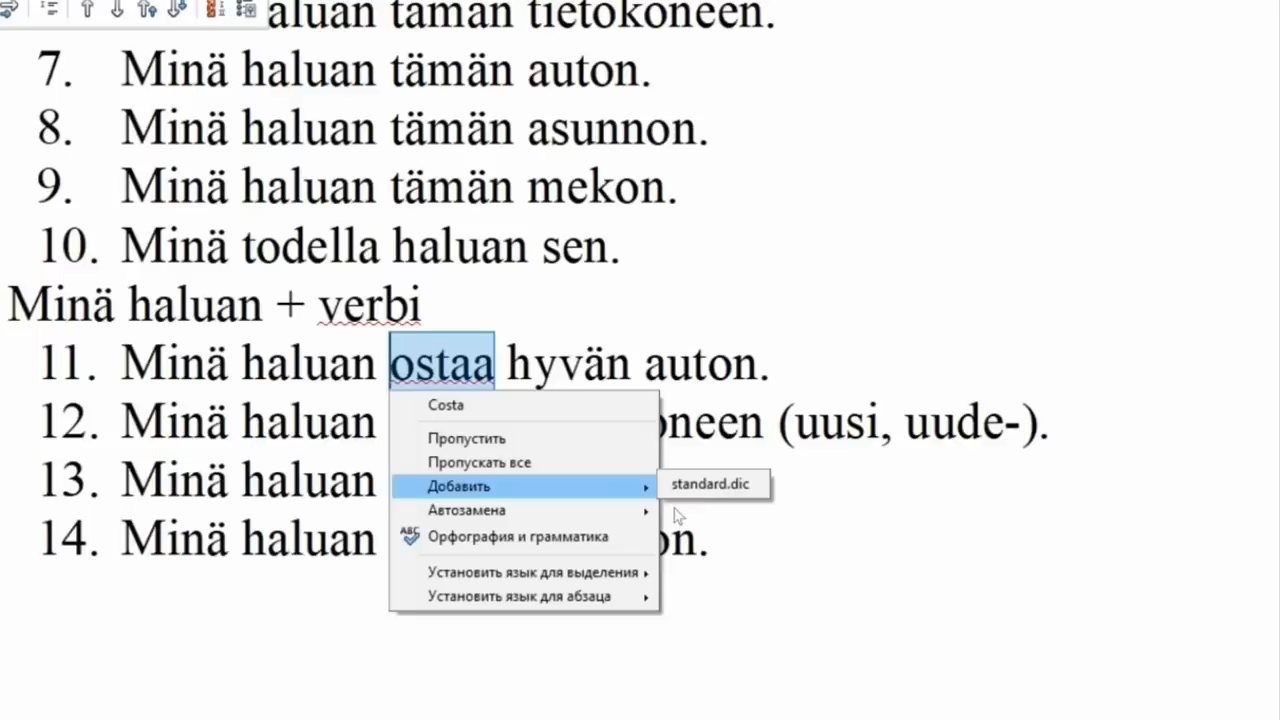 haluan tämän tietokoneen.
7. Minä haluan tämän auton.
8. Minä haluan tämän asunnon.
9. Minä haluan tämän mekon.
10. Minä todella haluan sen.
Minä haluan + verbi
11. Minä haluan ostaa hyvän auton.
Costa
12. Minä haluan oneen (uusi, uude-).
Пропустить
Пропускать все
13. Minä haluan
Добавить
standard.dic
Автозамена
14. Minä haluan on.
ABC Орфография и грамматика
Установить язык для выделения
Установить язык для абзаца